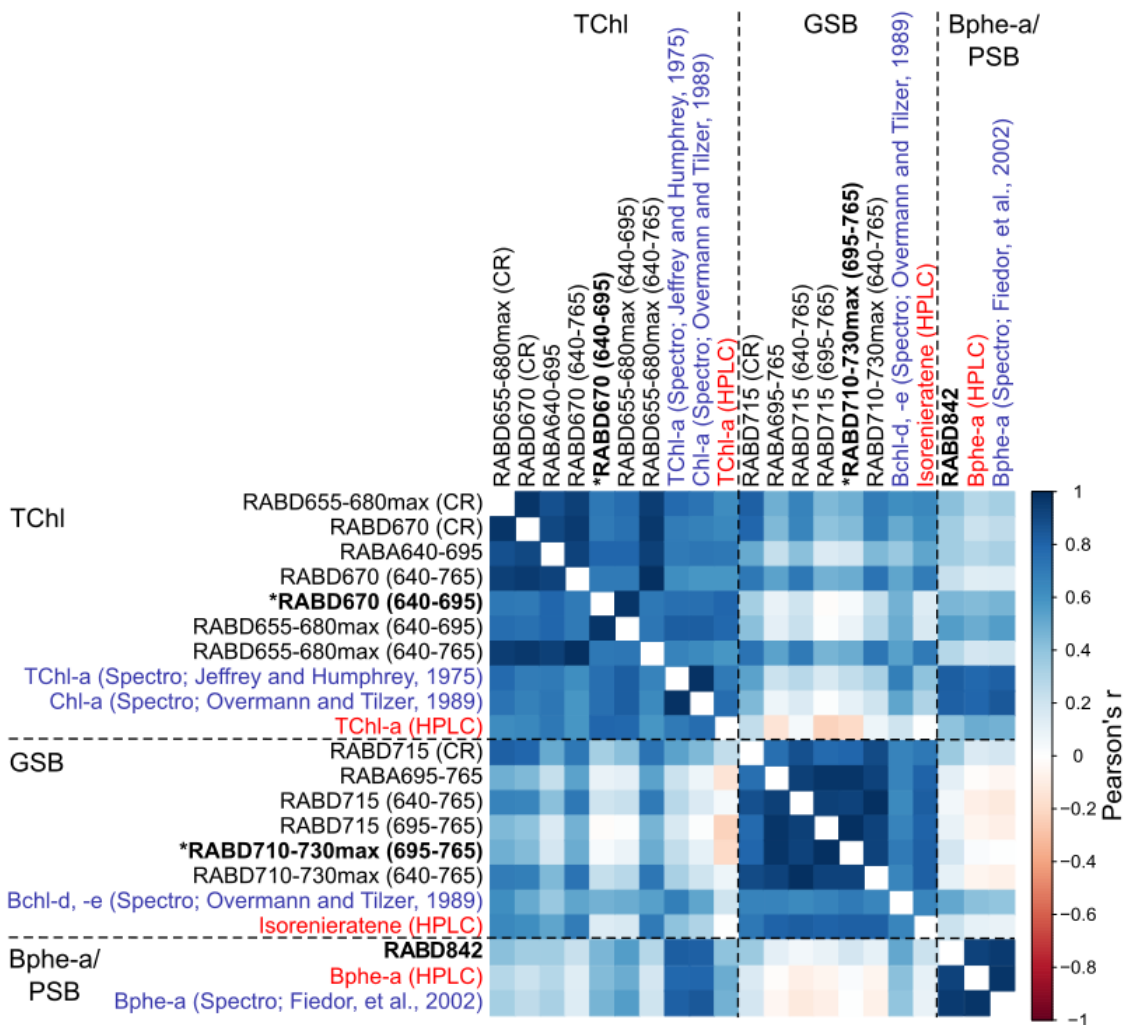 TChl
GSB
Bphe-a/
PSB
RABD655-680max (CR)
RABD670 (CR)
RABA640-695
RABD670 (640-765)
*RABD670 (640-695)
RABD655-680max (640-695)
RABD655-680max (640-765)
TChl-a (Spectro; Jeffrey and Humphrey, 1975)
Chl-a (Spectro; Overmann and Tilzer, 1989)
TChl-a (HPLC)
RABD715 (CR)
RABA695-765
RABD715 (640-765)
RABD715 (695-765)
*RABD710-730max (695-765)
RABD710-730max (640-765)
Bchl-d, -e (Spectro; Overmann and Tilzer, 1989)
Isorenieratene (HPLC)
RABD842
Bphe-a (HPLC)
Bphe-a (Spectro; Fiedor, et al., 2002)
TChl
RABD655-680max (CR)
RABD670 (CR)
RABA640-695
RABD670 (640-765)
*RABD670 (640-695)
RABD655-680max (640-695)
RABD655-680max (640-765)
TChl-a (Spectro; Jeffrey and Humphrey, 1975)
Chl-a (Spectro; Overmann and Tilzer, 1989)
TChl-a (HPLC)
GSB
RABD715 (CR)
RABA695-765
RABD715 (640-765)
RABD715 (695-765)
*RABD710-730max (695-765)
RABD710-730max (640-765)
Bchl-d, -e (Spectro; Overmann and Tilzer, 1989)
Isorenieratene (HPLC)
Bphe-a/
PSB
RABD842
Bphe-a (HPLC)
Bphe-a (Spectro; Fiedor, et al., 2002)
1
0.8
0.6
0.4
0.2
0
-0.2
-0.4
-0.6
-0.8
-1
Pearson's r